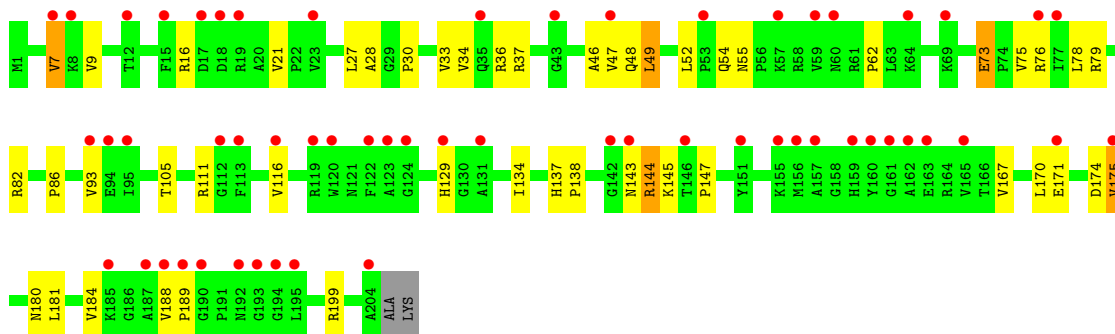 M1 V7 K8 V9 T12 F15 R16 D17 D18 R19 A20 V21 P22 V23 L27 A28 G29 P30 V33 V34 Q35 R36 R37 G43 A46 V47 Q48 L49 L52 P53 Q54 N55 P56 K57 R58 V59 N60 R61 P62 L63 K64 K69 E73 P74 V75 R76 I77 L78 R79
R82 P86 V93 E94 I95 T105 R111 G112 F113 V116 R119 W120 N121 F122 A123 G124 H129 G130 A131 I134 H137 P138 G142 N143 R144 K145 T146 P147 Y151 K155 M156 A157 G158 H159 Y160 G161 A162 E163 R164 V165 T166 V167 L170 E171 D174
N180 L181 V184 K185 G186 A187 V188 P189 G190 P191 N192 G193 G194 L195 R199 A204 ALA LYS